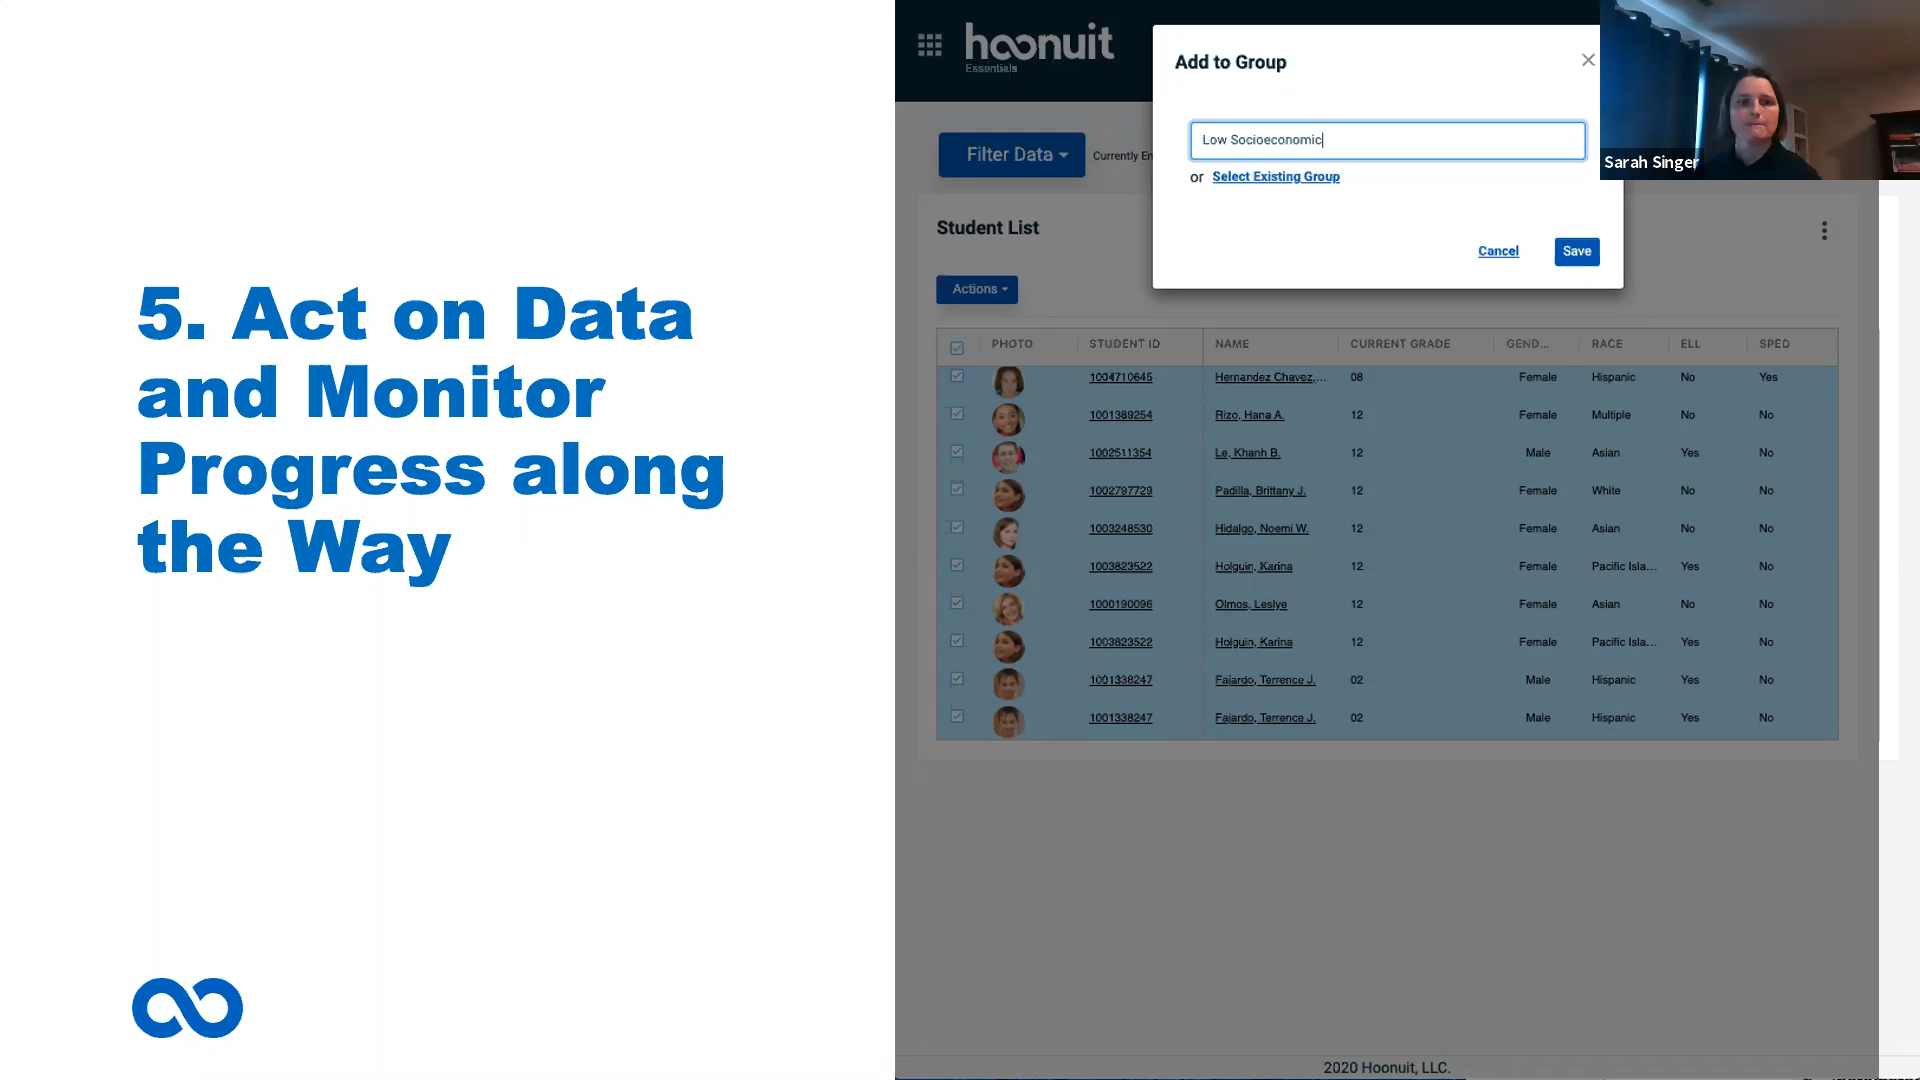 5. Act on Data
and Monitor
Progress along
the Way
hoonuit
Essentials
Add to Group
Low Socioeconomic
or Select Existing Group
Cancel Save
Sarah Singer
Filter Data
Currently En
Student List
Actions
PHOTO STUDENT ID NAME CURRENT GRADE GEND... RACE ELL SPED
1004710645 Hernandez Chavez,... 08 Female Hispanic No Yes
1001389254 Rizo, Hana A. 12 Female Multiple No No
1002511354 Le, Khanh B. 12 Male Asian Yes No
1002797729 Padilla, Brittany J. 12 Female White No No
1003248530 Hidalgo, Noemi W. 12 Female Asian No No
1003823522 Holguin, Karina 12 Female Pacific Isla... Yes No
1000190096 Olmos, Leslye 12 Female Asian No No
1003823522 Holguin, Karina 12 Female Pacific Isla... Yes No
1001338247 Fajardo, Terrence J. 02 Male Hispanic Yes No
1001338247 Fajardo, Terrence J. 02 Male Hispanic Yes No
2020 Hoonuit, LLC.